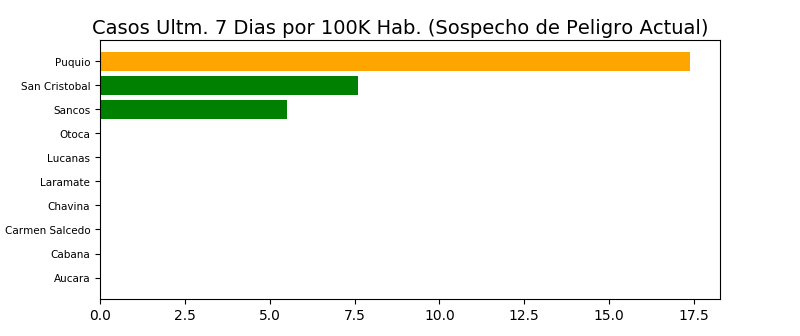 Casos Ultm. 7 Dias por 100K Hab. (Sospecho de Peligro Actual)
Puquio
San Cristobal
Sancos
Otoca
Lucanas
Laramate
Chavina
Carmen Salcedo
Cabana
Aucara
0.0 2.5 5.0 7.5 10.0 12.5 15.0 17.5